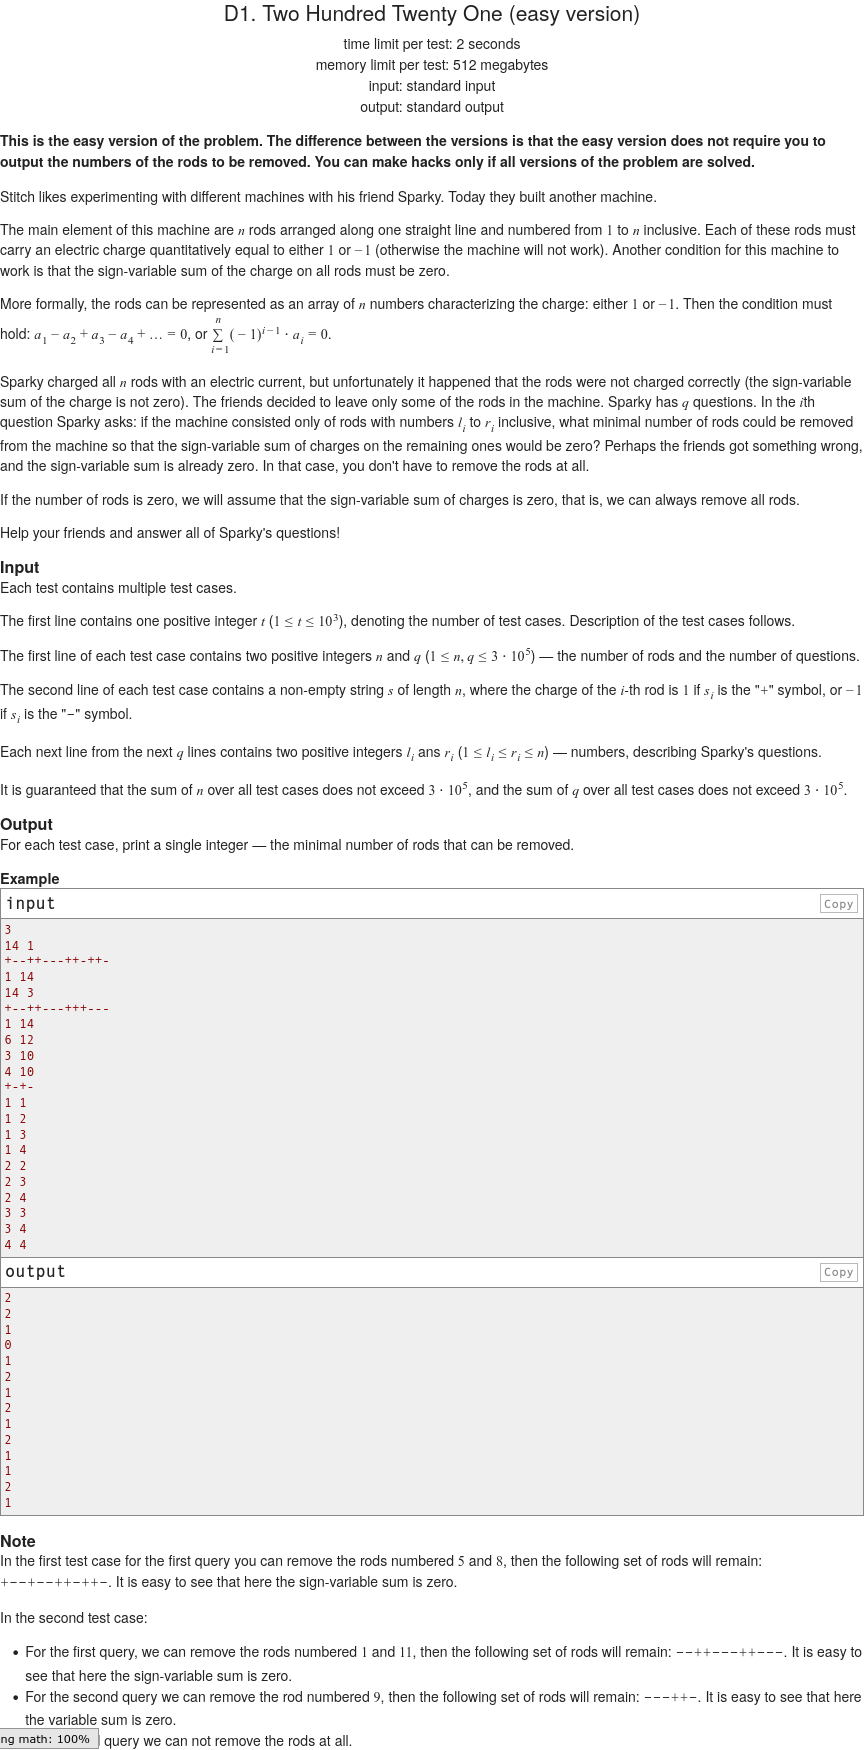 D1. Two Hundred Twenty One (easy version)
time limit per test: 2 seconds
memory limit per test: 512 megabytes
input: standard input
output: standard output
This is the easy version of the problem. The difference between the versions is that the easy version does not require you to
output the numbers of the rods to be removed. You can make hacks only if all versions of the problem are solved.
Stitch likes experimenting with different machines with his friend Sparky. Today they built another machine.
The main element of this machine are n rods arranged along one straight line and numbered from 1 to n inclusive. Each of these rods must
carry an electric charge quantitatively equal to either 1 or −1 (otherwise the machine will not work). Another condition for this machine to
work is that the sign-variable sum of the charge on all rods must be zero.
More formally, the rods can be represented as an array of n numbers characterizing the charge: either 1 or −1. Then the condition must
hold: a_1 − a_2 + a_3 − a_4 + … = 0, or ∑_{i=1}^{n} (−1)^{i−1} · a_i = 0.
Sparky charged all n rods with an electric current, but unfortunately it happened that the rods were not charged correctly (the sign-variable
sum of the charge is not zero). The friends decided to leave only some of the rods in the machine. Sparky has q questions. In the ith
question Sparky asks: if the machine consisted only of rods with numbers l_i to r_i inclusive, what minimal number of rods could be removed
from the machine so that the sign-variable sum of charges on the remaining ones would be zero? Perhaps the friends got something wrong,
and the sign-variable sum is already zero. In that case, you don't have to remove the rods at all.
If the number of rods is zero, we will assume that the sign-variable sum of charges is zero, that is, we can always remove all rods.
Help your friends and answer all of Sparky's questions!
Input
Each test contains multiple test cases.
The first line contains one positive integer t (1 ≤ t ≤ 10^3), denoting the number of test cases. Description of the test cases follows.
The first line of each test case contains two positive integers n and q (1 ≤ n, q ≤ 3 · 10^5) — the number of rods and the number of questions.
The second line of each test case contains a non-empty string s of length n, where the charge of the i-th rod is 1 if s_i is the "+" symbol, or −1
if s_i is the "−" symbol.
Each next line from the next q lines contains two positive integers l_i ans r_i (1 ≤ l_i ≤ r_i ≤ n) — numbers, describing Sparky's questions.
It is guaranteed that the sum of n over all test cases does not exceed 3 · 10^5, and the sum of q over all test cases does not exceed 3 · 10^5.
Output
For each test case, print a single integer — the minimal number of rods that can be removed.
Example
input
Copy
3
14 1
+--++---++-++-
1 14
14 3
+--++---+++---
1 14
6 12
3 10
4 10
+-+-
1 1
1 2
1 3
1 4
2 2
2 3
2 4
3 3
3 4
4 4
output
Copy
2
2
1
0
1
2
1
2
1
2
1
1
2
1
Note
In the first test case for the first query you can remove the rods numbered 5 and 8, then the following set of rods will remain:
+−−+−−++−++−. It is easy to see that here the sign-variable sum is zero.
In the second test case:
• For the first query, we can remove the rods numbered 1 and 11, then the following set of rods will remain: −−++−−−++−−−. It is easy to
see that here the sign-variable sum is zero.
• For the second query we can remove the rod numbered 9, then the following set of rods will remain: −−−++−. It is easy to see that here
the variable sum is zero.
ng math: 100%
query we can not remove the rods at all.